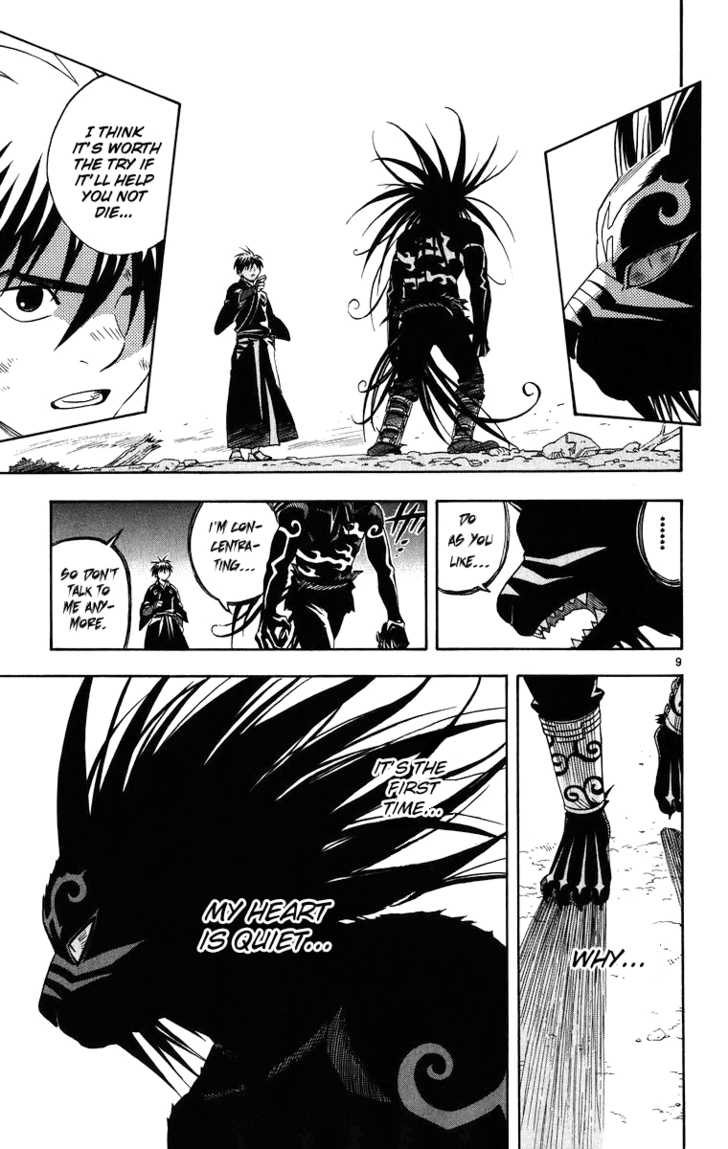 I THINK
IT'S WORTH
THE TRY IF
IT'LL HELP
YOU NOT
DIE...
........
DO
AS YOU
LIKE...
I'M CON-
CENTRA-
TING...
SO DON'T
TALK TO
ME ANY-
MORE.
9
WHY...
IT'S THE
FIRST
TIME...
MY HEART
IS QUIET...